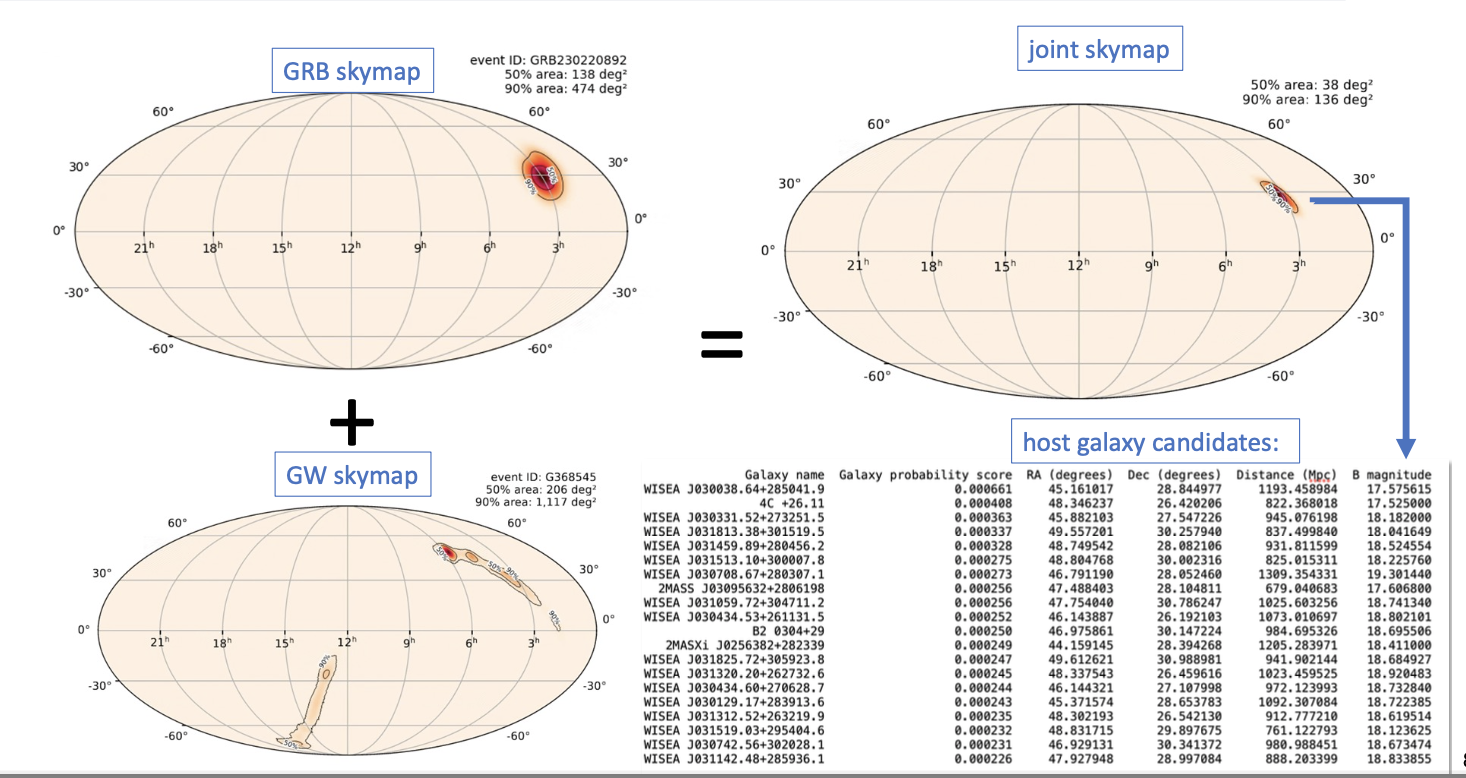 GRB skymap
event ID: GRB230220892
50% area: 138 deg²
90% area: 474 deg²
60° 60°
30° 30°
0° 0°
21h 18h 15h 12h 9h 6h 3h
-30° -30°
-60° -60°
50%
90%
+
GW skymap
event ID: G368545
50% area: 206 deg²
90% area: 1,117 deg²
60° 60°
30° 30°
0° 0°
21h 18h 15h 12h 9h 6h 3h
-30° -30°
-60° -60°
50%
50% 90%
90%
90%
50%
=
joint skymap
50% area: 38 deg²
90% area: 136 deg²
60° 60°
30° 30°
0° 0°
21h 18h 15h 12h 9h 6h 3h
-30° -30°
-60° -60°
50% 90%
host galaxy candidates:
Galaxy name Galaxy probability score RA (degrees) Dec (degrees) Distance (Mpc) B magnitude
WISEA J030038.64+285041.9 0.000661 45.161017 28.844977 1193.458984 17.575615
4C +26.11 0.000408 48.346237 26.420206 822.368018 17.525000
WISEA J030331.52+273251.5 0.000363 45.882103 27.547226 945.076198 18.182000
WISEA J031813.38+301519.5 0.000337 49.557201 30.257940 837.499840 18.041649
WISEA J031459.89+280456.2 0.000328 48.749542 28.082106 931.811599 18.524554
WISEA J031513.10+300007.8 0.000275 48.804768 30.002316 825.015311 18.225760
WISEA J030708.67+280307.1 0.000273 46.791190 28.052460 1309.354331 19.301440
2MASS J03095632+2806198 0.000256 47.488403 28.104811 679.040683 17.606800
WISEA J031059.72+304711.2 0.000256 47.754040 30.786247 1025.603256 18.741340
WISEA J030434.53+261131.5 0.000252 46.143887 26.192103 1073.010697 18.802101
B2 0304+29 0.000250 46.975861 30.147224 984.695326 18.695506
2MASXi J0256382+282339 0.000249 44.159145 28.394268 1205.283971 18.411000
WISEA J031825.72+305923.8 0.000247 49.612621 30.988981 941.902144 18.684927
WISEA J031320.20+262732.6 0.000245 48.337543 26.459616 1023.459525 18.920483
WISEA J030434.60+270628.7 0.000244 46.144321 27.107998 972.123993 18.732840
WISEA J030129.17+283913.6 0.000243 45.371574 28.653783 1092.307084 18.722385
WISEA J031312.52+263219.9 0.000235 48.302193 26.542130 912.777210 18.619514
WISEA J031519.03+295404.6 0.000232 48.831715 29.897675 761.122793 18.123625
WISEA J030742.56+302028.1 0.000231 46.929131 30.341372 980.988451 18.673474
WISEA J031142.48+285936.1 0.000226 47.927948 28.997084 888.203399 18.833855